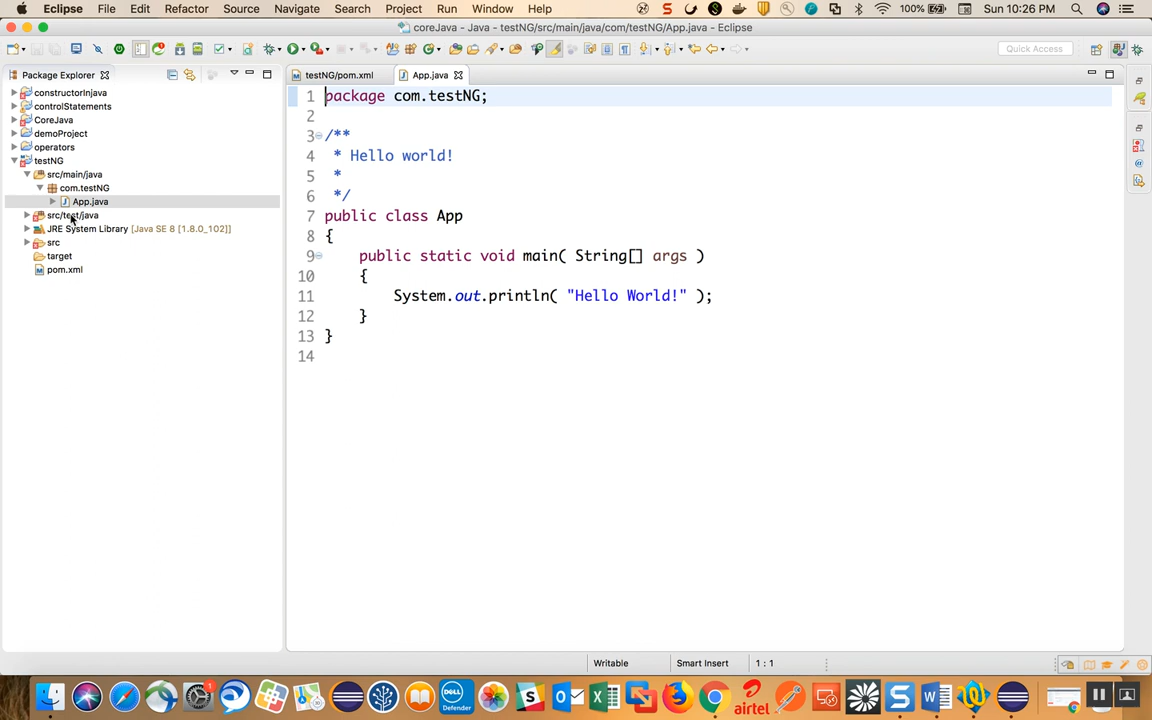 Eclipse File Edit Refactor Source Navigate Search Project Run Window Help 100% Sun 10:26 PM
coreJava - Java - testNG/src/main/java/com/testNG/App.java - Eclipse
Quick Access
Package Explorer
testNG/pom.xml App.java
constructorInjava
controlStatements
CoreJava
demoProject
operators
testNG
src/main/java
com.testNG
App.java
src/test/java
JRE System Library [Java SE 8 [1.8.0_102]]
src
target
pom.xml
1 package com.testNG;
2
3 /**
4 * Hello world!
5 *
6 */
7 public class App
8 {
9 public static void main( String[] args )
10 {
11 System.out.println( "Hello World!" );
12 }
13 }
14
Writable Smart Insert 1 : 1
1
DELL
Defender
airtel